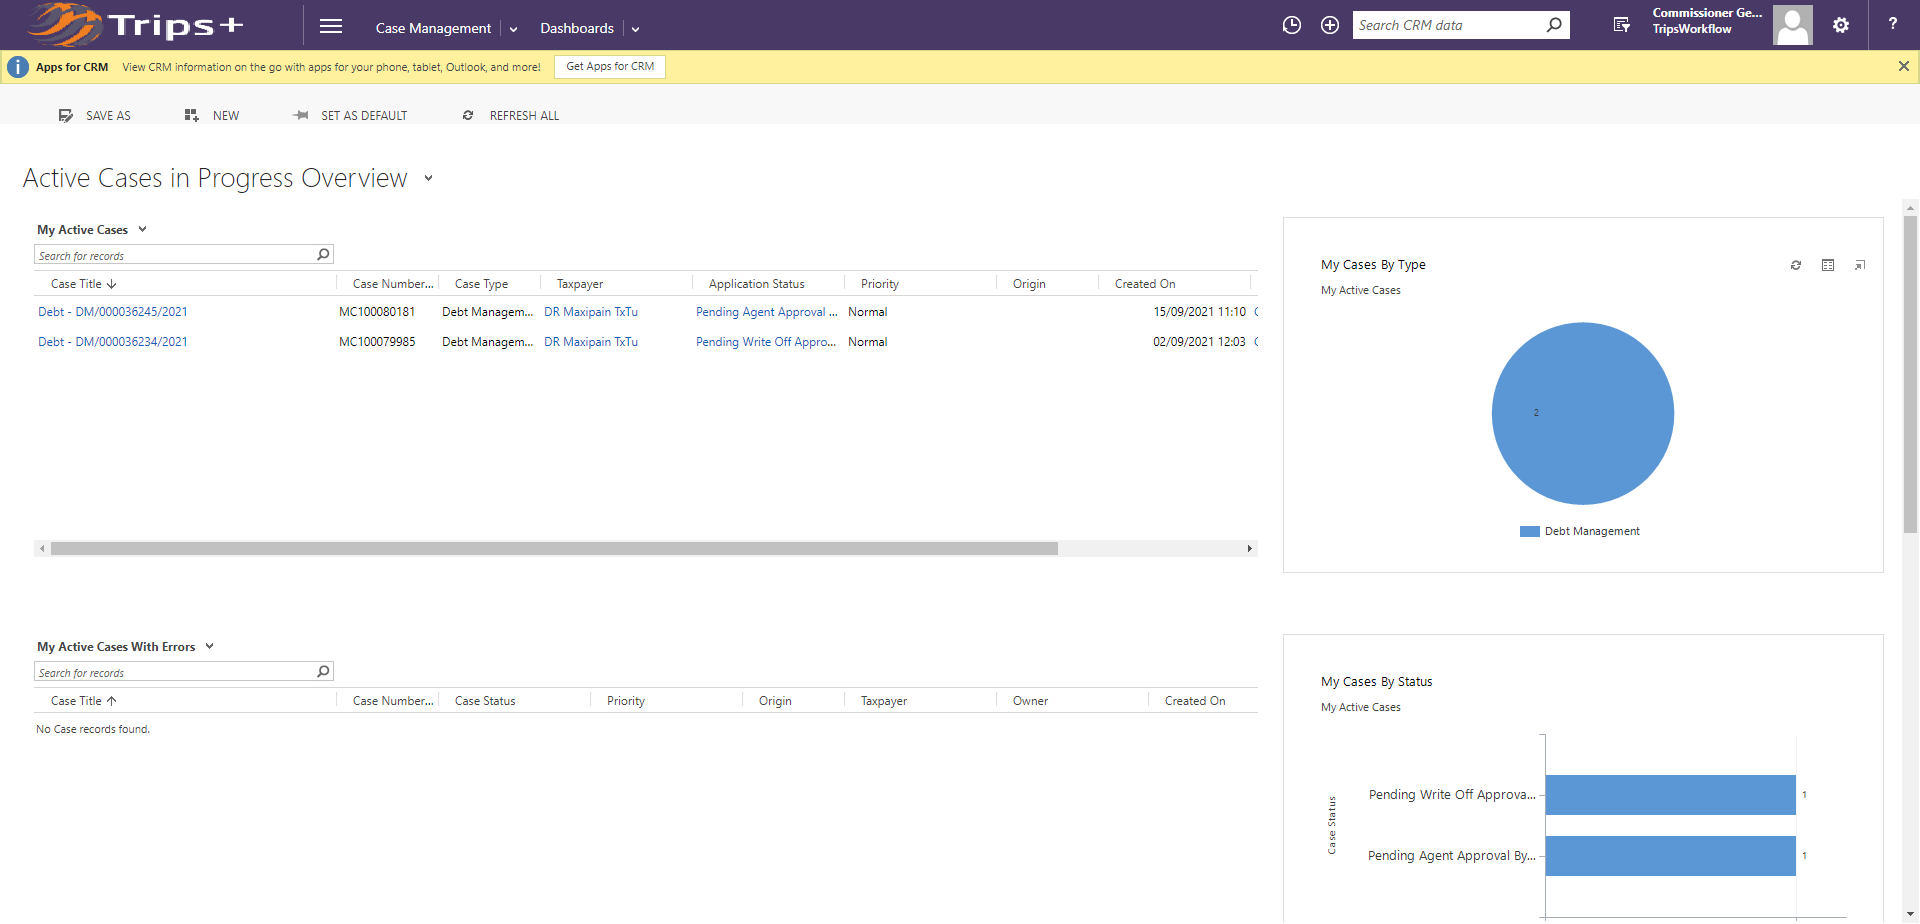 Trips+
Case Management
Dashboards
Search CRM data
Commissioner Ge...
TripsWorkflow
?
Apps for CRM View CRM information on the go with apps for your phone, tablet, Outlook, and more! Get Apps for CRM
SAVE AS NEW SET AS DEFAULT REFRESH ALL
Active Cases in Progress Overview
My Active Cases
Search for records
Case Title Case Number... Case Type Taxpayer Application Status Priority Origin Created On
Debt - DM/000036245/2021 MC100080181 Debt Managem... DR Maxipain TxTu Pending Agent Approval ... Normal 15/09/2021 11:10
Debt - DM/000036234/2021 MC100079985 Debt Managem... DR Maxipain TxTu Pending Write Off Appro... Normal 02/09/2021 12:03
My Cases By Type
My Active Cases
2
Debt Management
My Active Cases With Errors
Search for records
Case Title Case Number... Case Status Priority Origin Taxpayer Owner Created On
No Case records found.
My Cases By Status
My Active Cases
Case Status
Pending Write Off Approva... 1
Pending Agent Approval By... 1